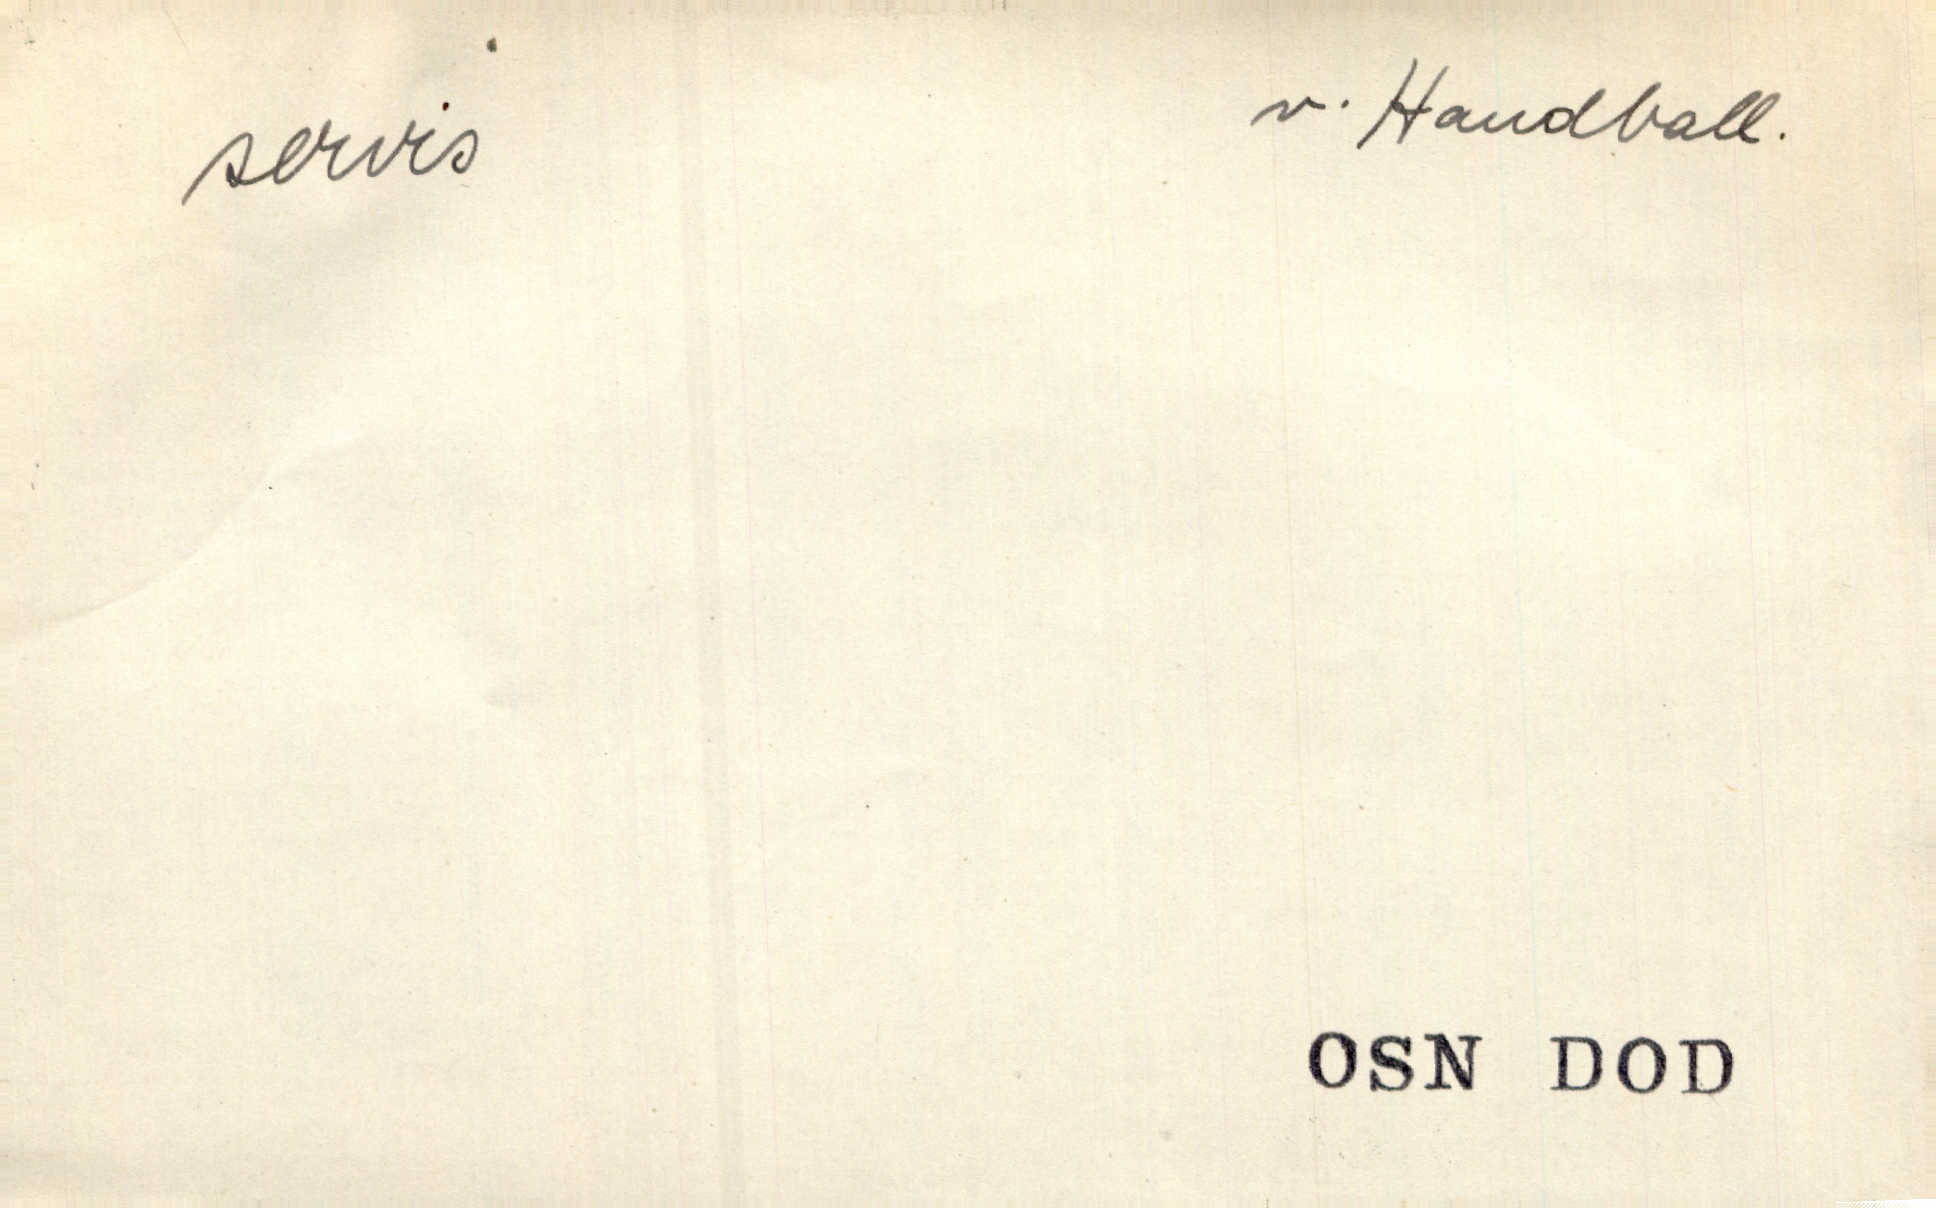 servis
v. Handball.
OSN DOD